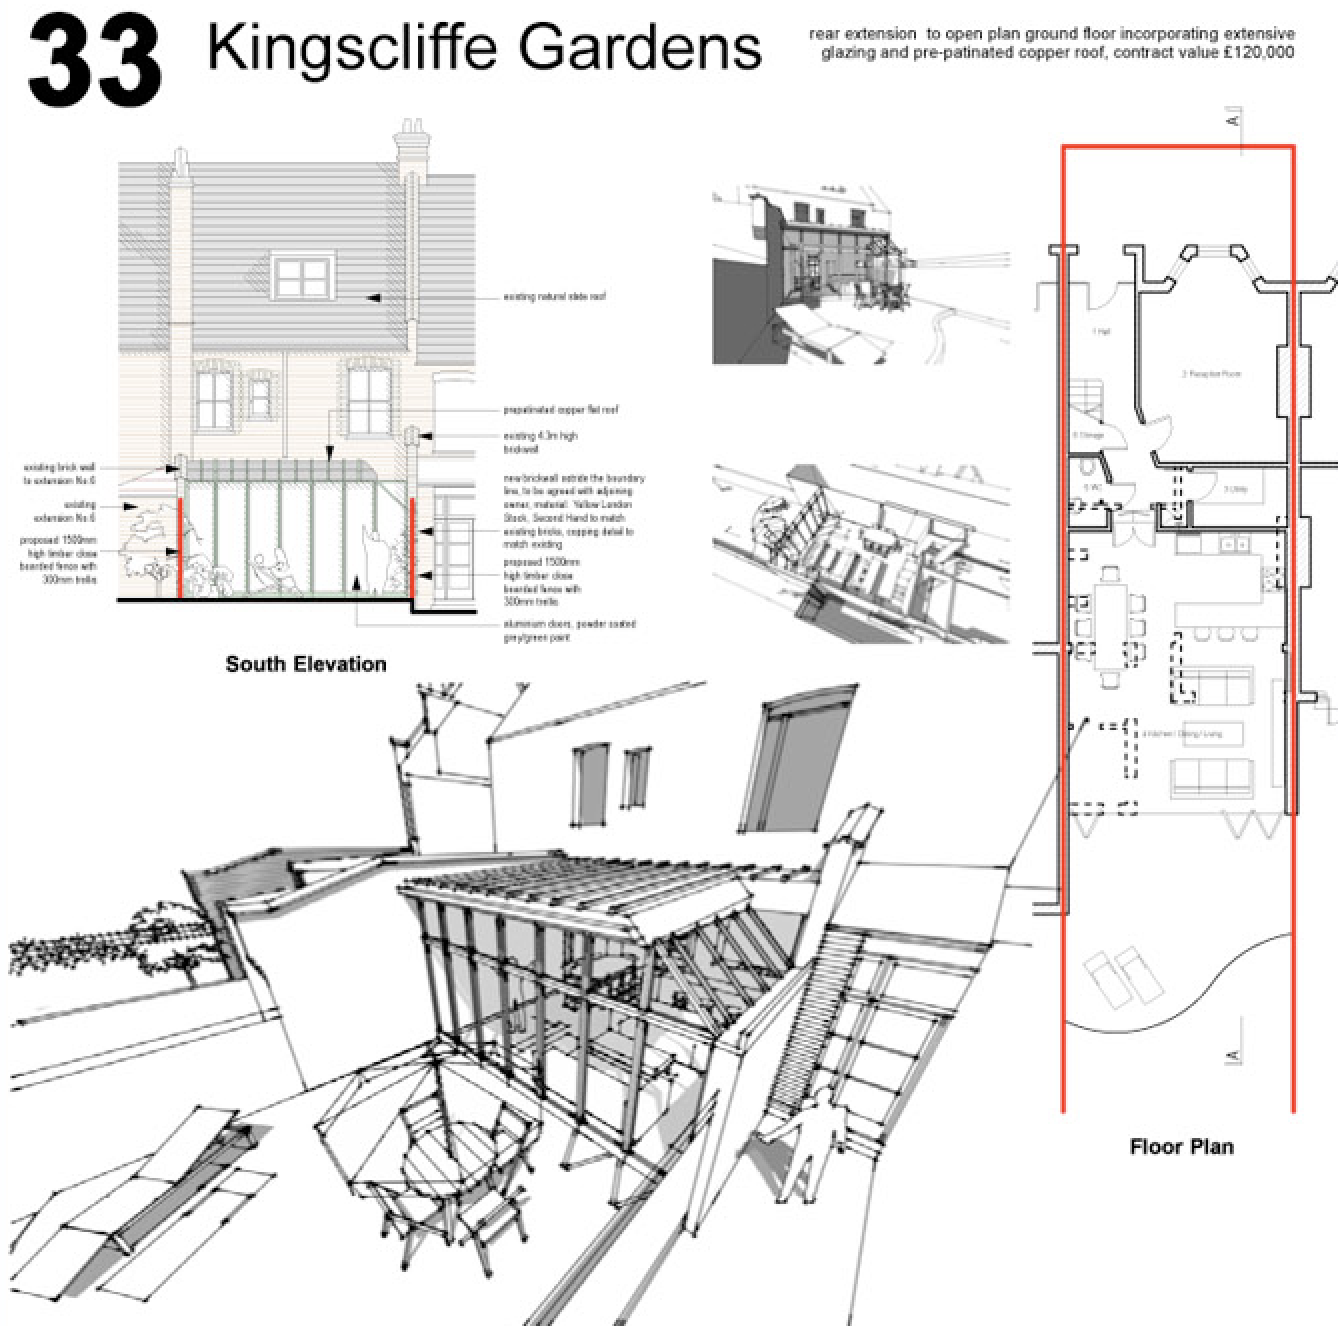 33 Kingscliffe Gardens
rear extension to open plan ground floor incorporating extensive
glazing and pre-patinated copper roof, contract value £120,000
existing natural slate roof
prepatinated copper flat roof
existing 4.3m high
brickwall
new brickwall astride the boundary
line, to be agreed with adjoining
owner, material: Yellow London
Stock, Second Hand to match
existing bricks, copping detail to
match existing
proposed 1500mm
high timber close
boarded fence with
300mm trellis
aluminium doors, powder coated
grey/green paint
existing brick wall
to extension No.6
existing
extension No.6
proposed 1500mm
high timber close
boarded fence with
300mm trellis
South Elevation
A
1 Hall
2 Reception Room
6 Storage
5 WC
3 Utility
4 Kitchen / Dining / Living
A
Floor Plan